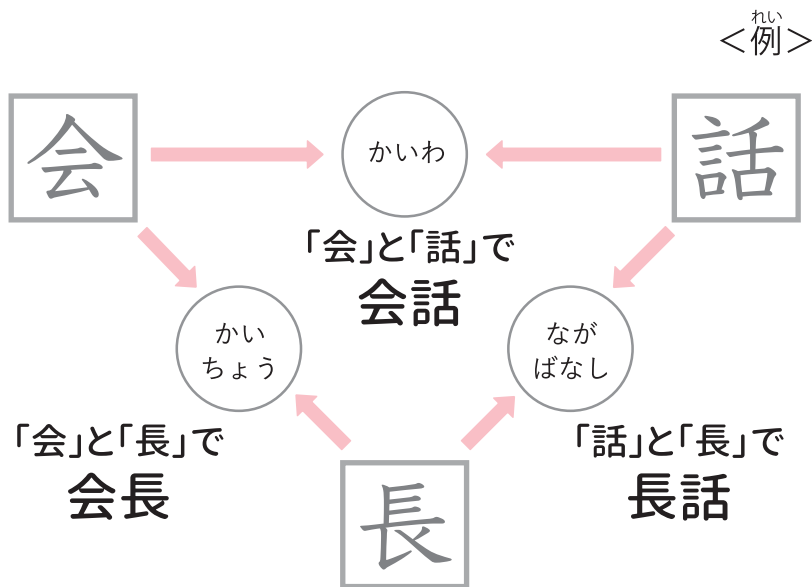 れい
＜例＞
会
かいわ
話
「会」と「話」で
会話
かい
ちょう
なが
ばなし
「会」と「長」で
会長
「話」と「長」で
長話
長